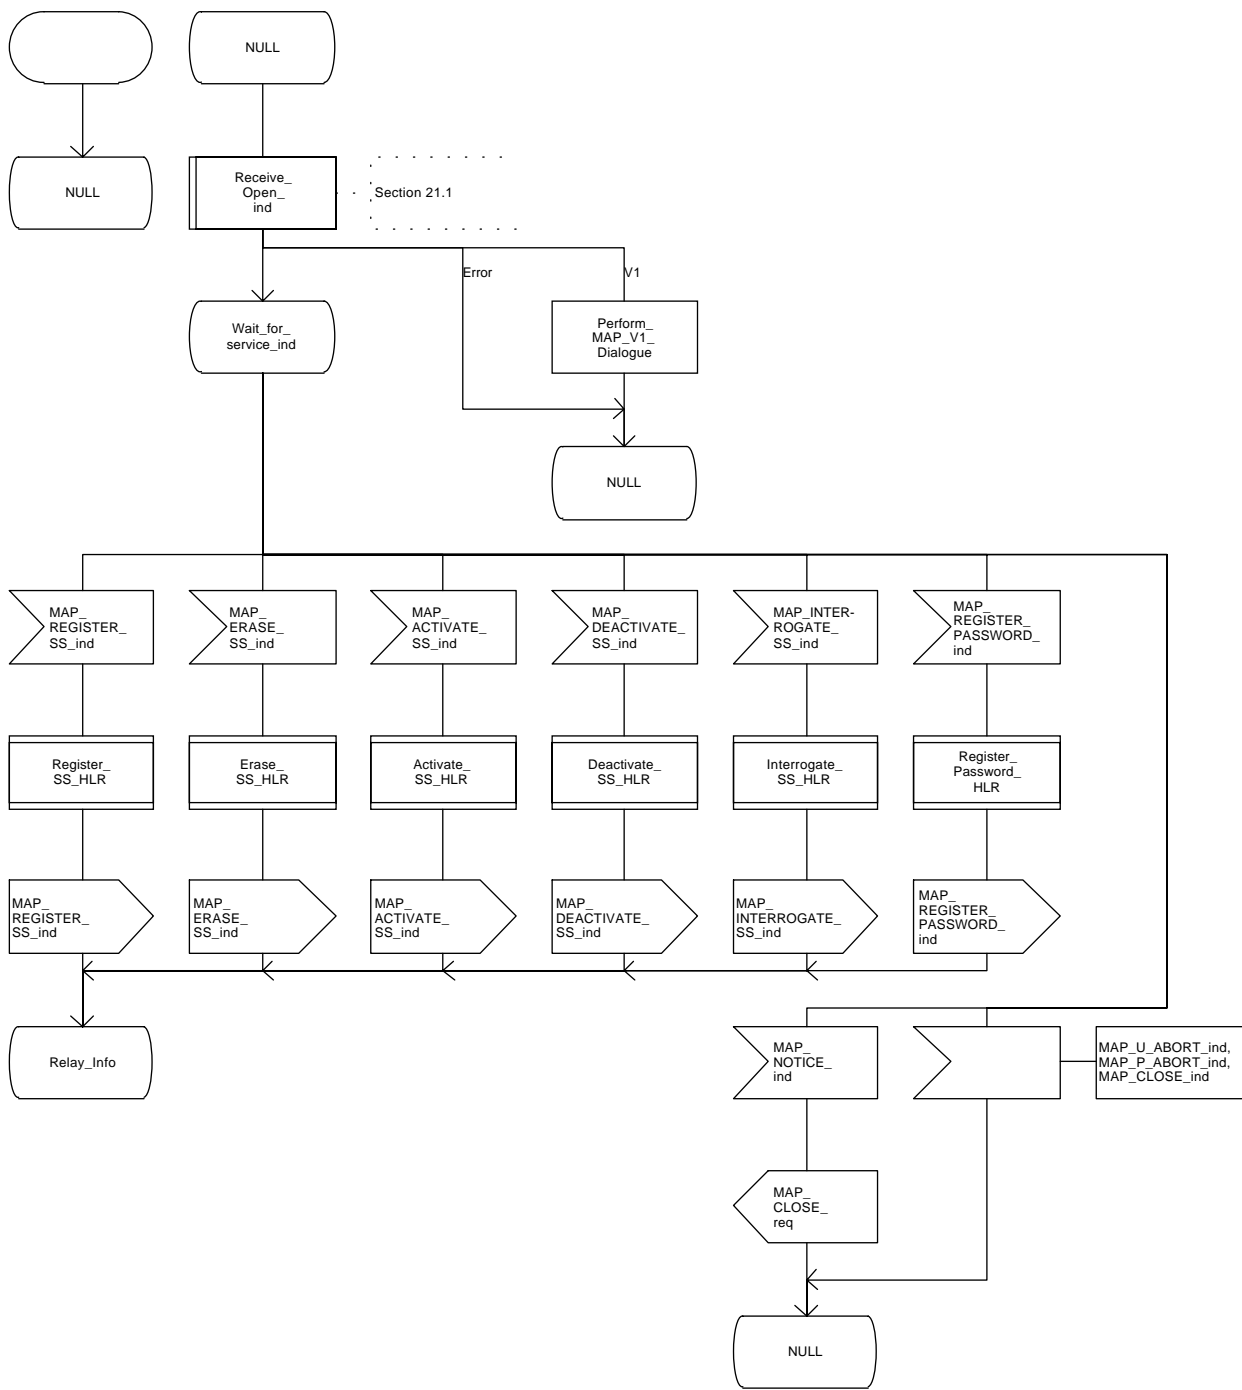 NULL
NULL
Receive_
Open_
ind
Section 21.1
Error
V1
Wait_for_
service_ind
Perform_
MAP_V1_
Dialogue
NULL
MAP_
REGISTER_
SS_ind
MAP_
ERASE_
SS_ind
MAP_
ACTIVATE_
SS_ind
MAP_
DEACTIVATE_
SS_ind
MAP_INTER-
ROGATE_
SS_ind
MAP_
REGISTER_
PASSWORD_
ind
Register_
SS_HLR
Erase_
SS_HLR
Activate_
SS_HLR
Deactivate_
SS_HLR
Interrogate_
SS_HLR
Register_
Password_
HLR
MAP_
REGISTER_
SS_ind
MAP_
ERASE_
SS_ind
MAP_
ACTIVATE_
SS_ind
MAP_
DEACTIVATE_
SS_ind
MAP_
INTERROGATE_
SS_ind
MAP_
REGISTER_
PASSWORD_
ind
Relay_Info
MAP_
NOTICE_
ind
MAP_U_ABORT_ind,
MAP_P_ABORT_ind,
MAP_CLOSE_ind
MAP_
CLOSE_
req
NULL